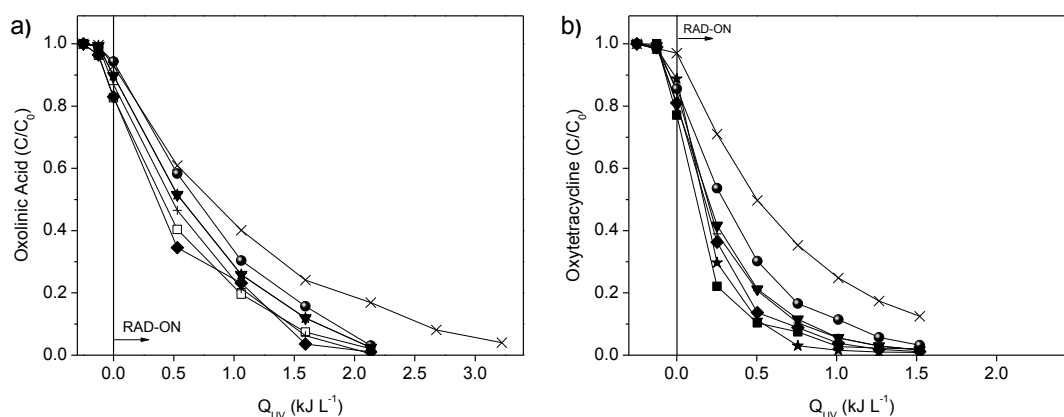 a)
Oxolinic Acid (C/C₀)
1.0
0.8
0.6
0.4
0.2
0.0
RAD-ON
0.0 0.5 1.0 1.5 2.0 2.5 3.0
Q_UV (kJ L⁻¹)
b)
Oxytetracycline (C/C₀)
1.0
0.8
0.6
0.4
0.2
0.0
RAD-ON
0.0 0.5 1.0 1.5 2.0
Q_UV (kJ L⁻¹)